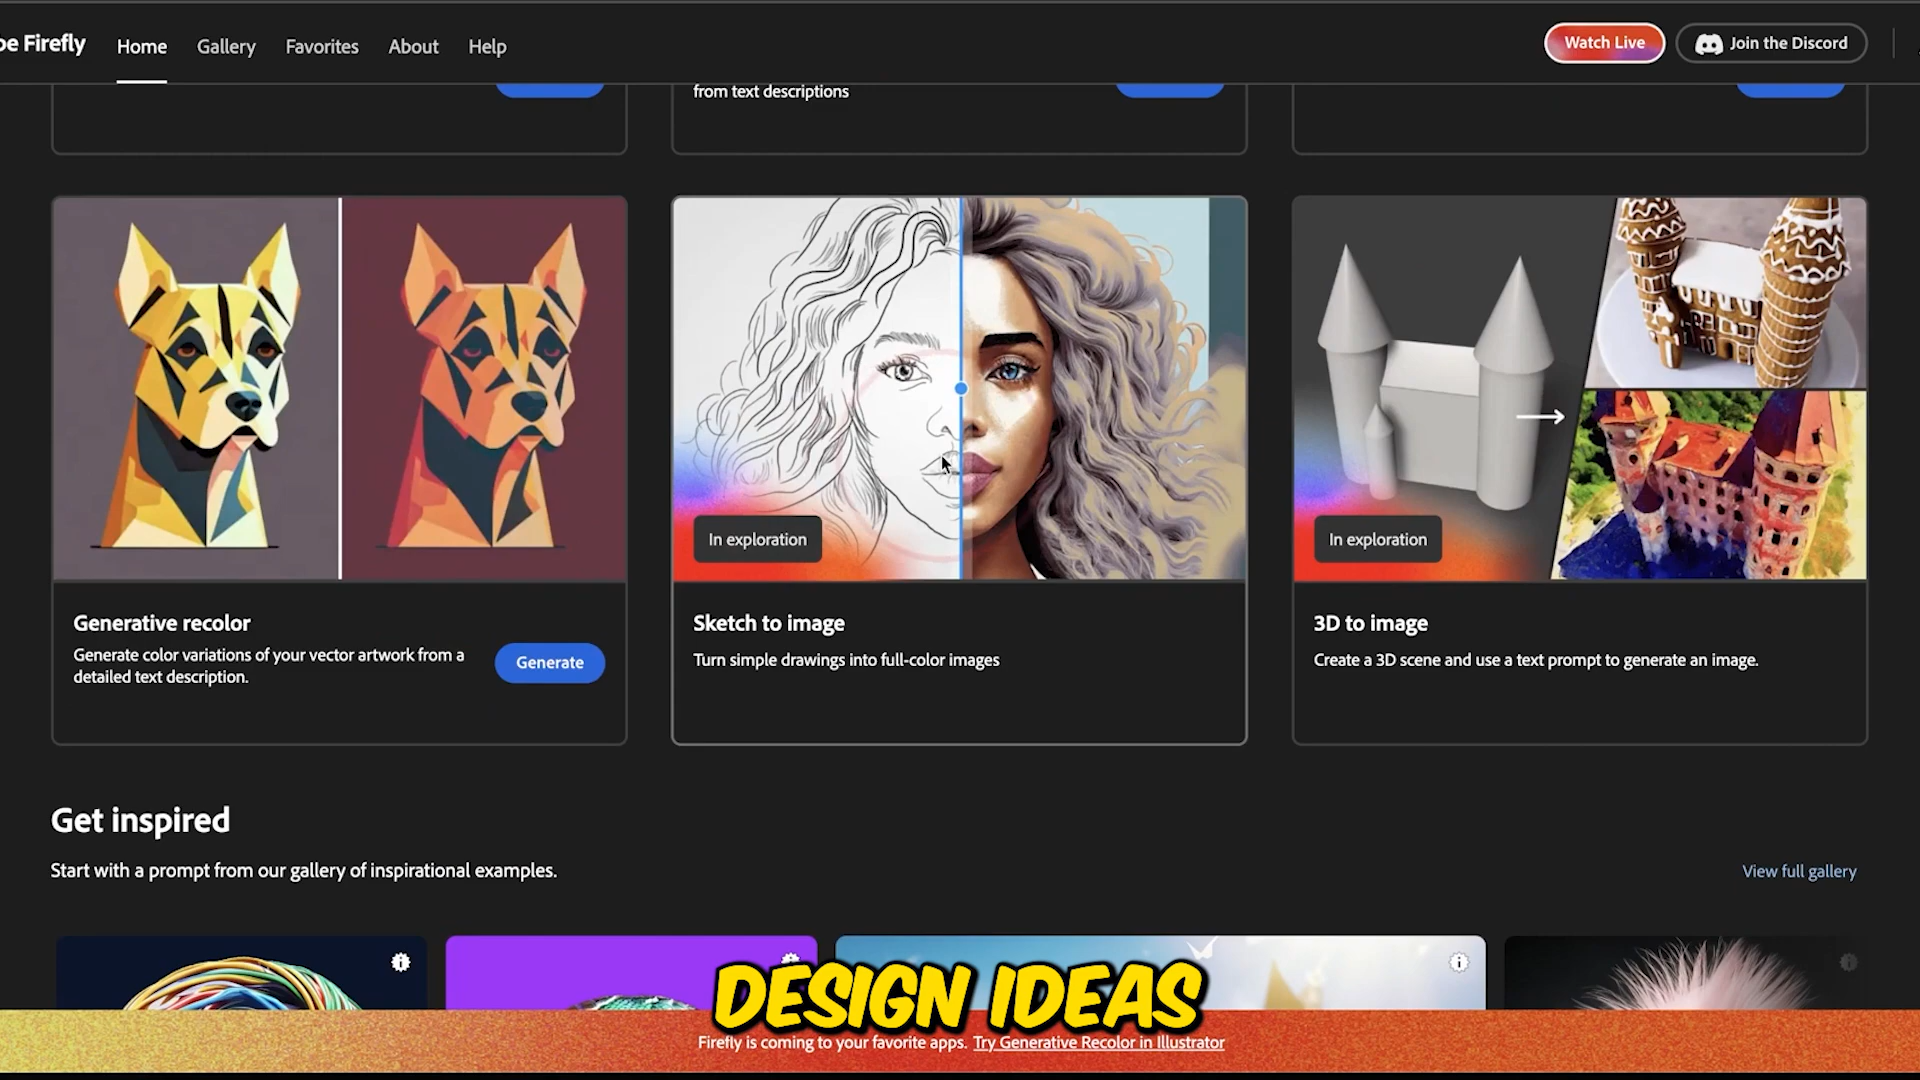 be Firefly
Home
Gallery
Favorites
About
Help
Watch Live
Join the Discord
from text descriptions
In exploration
In exploration
Generative recolor
Generate color variations of your vector artwork from a
detailed text description.
Generate
Sketch to image
Turn simple drawings into full-color images
3D to image
Create a 3D scene and use a text prompt to generate an image.
Get inspired
Start with a prompt from our gallery of inspirational examples.
View full gallery
DESIGN IDEAS
Firefly is coming to your favorite apps. Try Generative Recolor in Illustrator